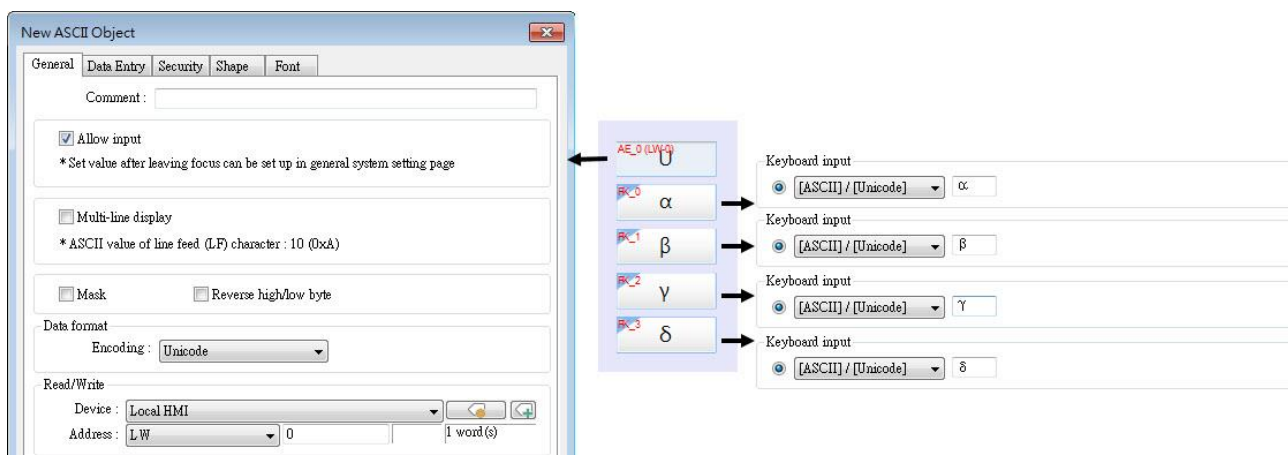 New ASCII Object
General Data Entry Security Shape Font
Comment :
Allow input
* Set value after leaving focus can be set up in general system setting page
Multi-line display
* ASCII value of line feed (LF) character : 10 (0xA)
Mask Reverse high/low byte
Data format
Encoding : Unicode
Read/Write
Device : Local HMI
Address : LW 0 1 word(s)
AE_0 (LW-0)
U
FK_0
α
FK_1
β
FK_2
γ
FK_3
δ
Keyboard input
[ASCII] / [Unicode] α
Keyboard input
[ASCII] / [Unicode] β
Keyboard input
[ASCII] / [Unicode] γ
Keyboard input
[ASCII] / [Unicode] δ